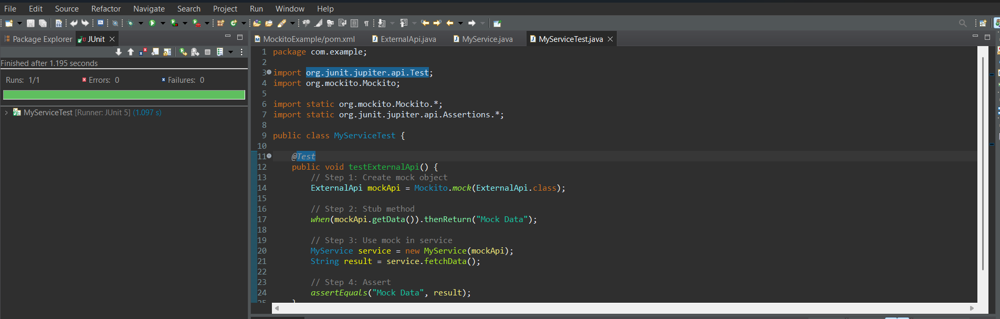 File Edit Source Refactor Navigate Search Project Run Window Help
Package Explorer JUnit
Finished after 1.195 seconds
Runs: 1/1 Errors: 0 Failures: 0
MyServiceTest [Runner: JUnit 5] (1.097 s)
MockitoExample/pom.xml ExternalApi.java MyService.java MyServiceTest.java
1 package com.example;
2
3 import org.junit.jupiter.api.Test;
4 import org.mockito.Mockito;
5
6 import static org.mockito.Mockito.*;
7 import static org.junit.jupiter.api.Assertions.*;
8
9 public class MyServiceTest {
10
11     @Test
12     public void testExternalApi() {
13         // Step 1: Create mock object
14         ExternalApi mockApi = Mockito.mock(ExternalApi.class);
15
16         // Step 2: Stub method
17         when(mockApi.getData()).thenReturn("Mock Data");
18
19         // Step 3: Use mock in service
20         MyService service = new MyService(mockApi);
21         String result = service.fetchData();
22
23         // Step 4: Assert
24         assertEquals("Mock Data", result);
25     }